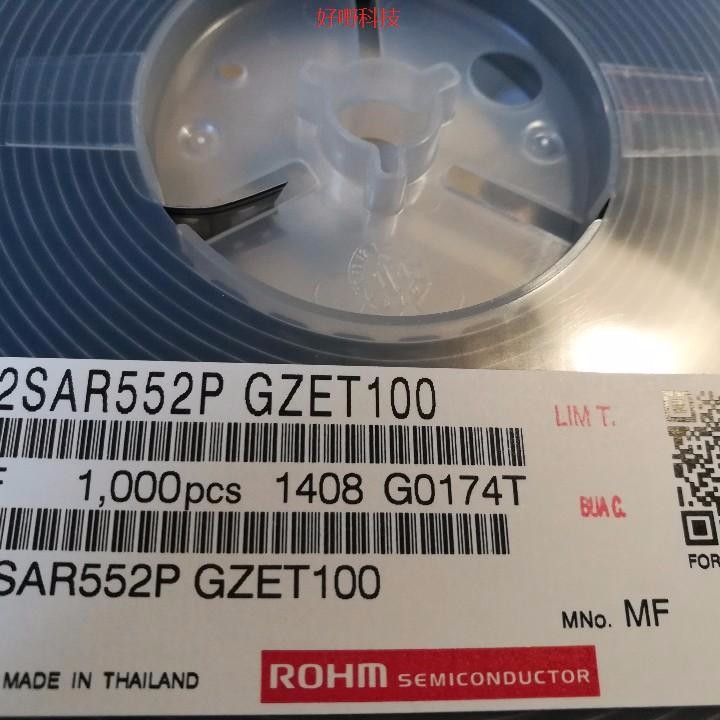 好嘢科技
2SAR552P GZET100
LIM T.
1,000pcs 1408 G0174T
BUA C.
SAR552P GZET100
FOR
MNo. MF
MADE IN THAILAND
ROHM SEMICONDUCTOR